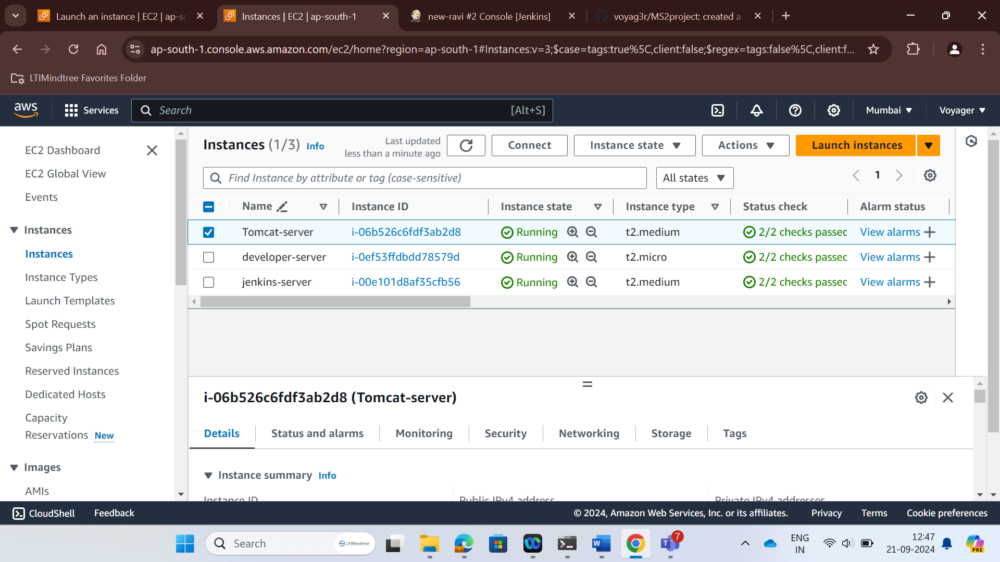 Launch an instance | EC2 | ap-sc
Instances | EC2 | ap-south-1
new-ravi #2 Console [Jenkins]
voyag3r/MS2project: created a
ap-south-1.console.aws.amazon.com/ec2/home?region=ap-south-1#Instances:v=3;$case=tags:true%5C,client:false;$regex=tags:false%5C,client:f...
LTIMindtree Favorites Folder
aws Services Search [Alt+S] Mumbai Voyager
EC2 Dashboard
EC2 Global View
Events
Instances
Instances
Instance Types
Launch Templates
Spot Requests
Savings Plans
Reserved Instances
Dedicated Hosts
Capacity
Reservations New
Images
AMIs
Instances (1/3) Info
Last updated
less than a minute ago
Connect Instance state Actions Launch instances
Find Instance by attribute or tag (case-sensitive) All states 1
Name Instance ID Instance state Instance type Status check Alarm status
Tomcat-server i-06b526c6fdf3ab2d8 Running t2.medium 2/2 checks passec View alarms
developer-server i-0ef53ffdbdd78579d Running t2.micro 2/2 checks passec View alarms
jenkins-server i-00e101d8af35cfb56 Running t2.medium 2/2 checks passec View alarms
i-06b526c6fdf3ab2d8 (Tomcat-server)
Details Status and alarms Monitoring Security Networking Storage Tags
Instance summary Info
Instance ID Public IPv4 address Private IPv4 addresses
CloudShell Feedback © 2024, Amazon Web Services, Inc. or its affiliates. Privacy Terms Cookie preferences
Search LTIMindtree
W
T
7
ENG
IN
12:47
21-09-2024
PRE